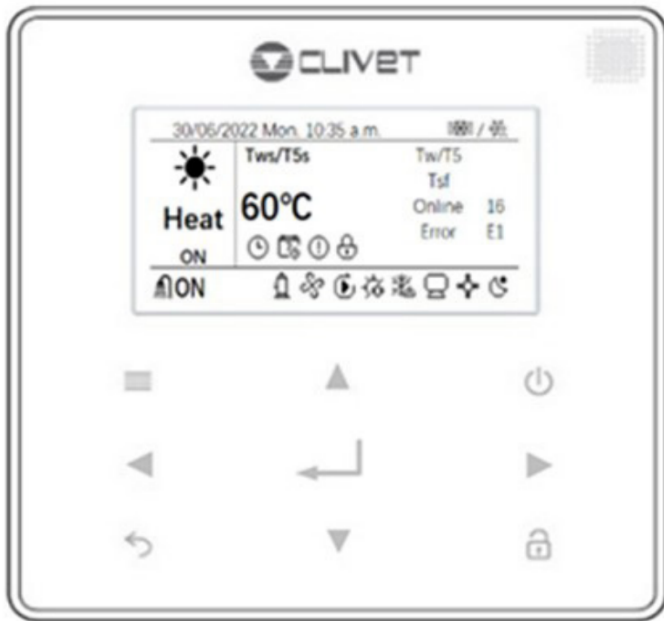 CLIVET
30/06/2022 Mon. 10:35 a.m.
Tws/T5s
Tw/T5
Tsf
60°C
Heat
Online 16
Error E1
ON
ON